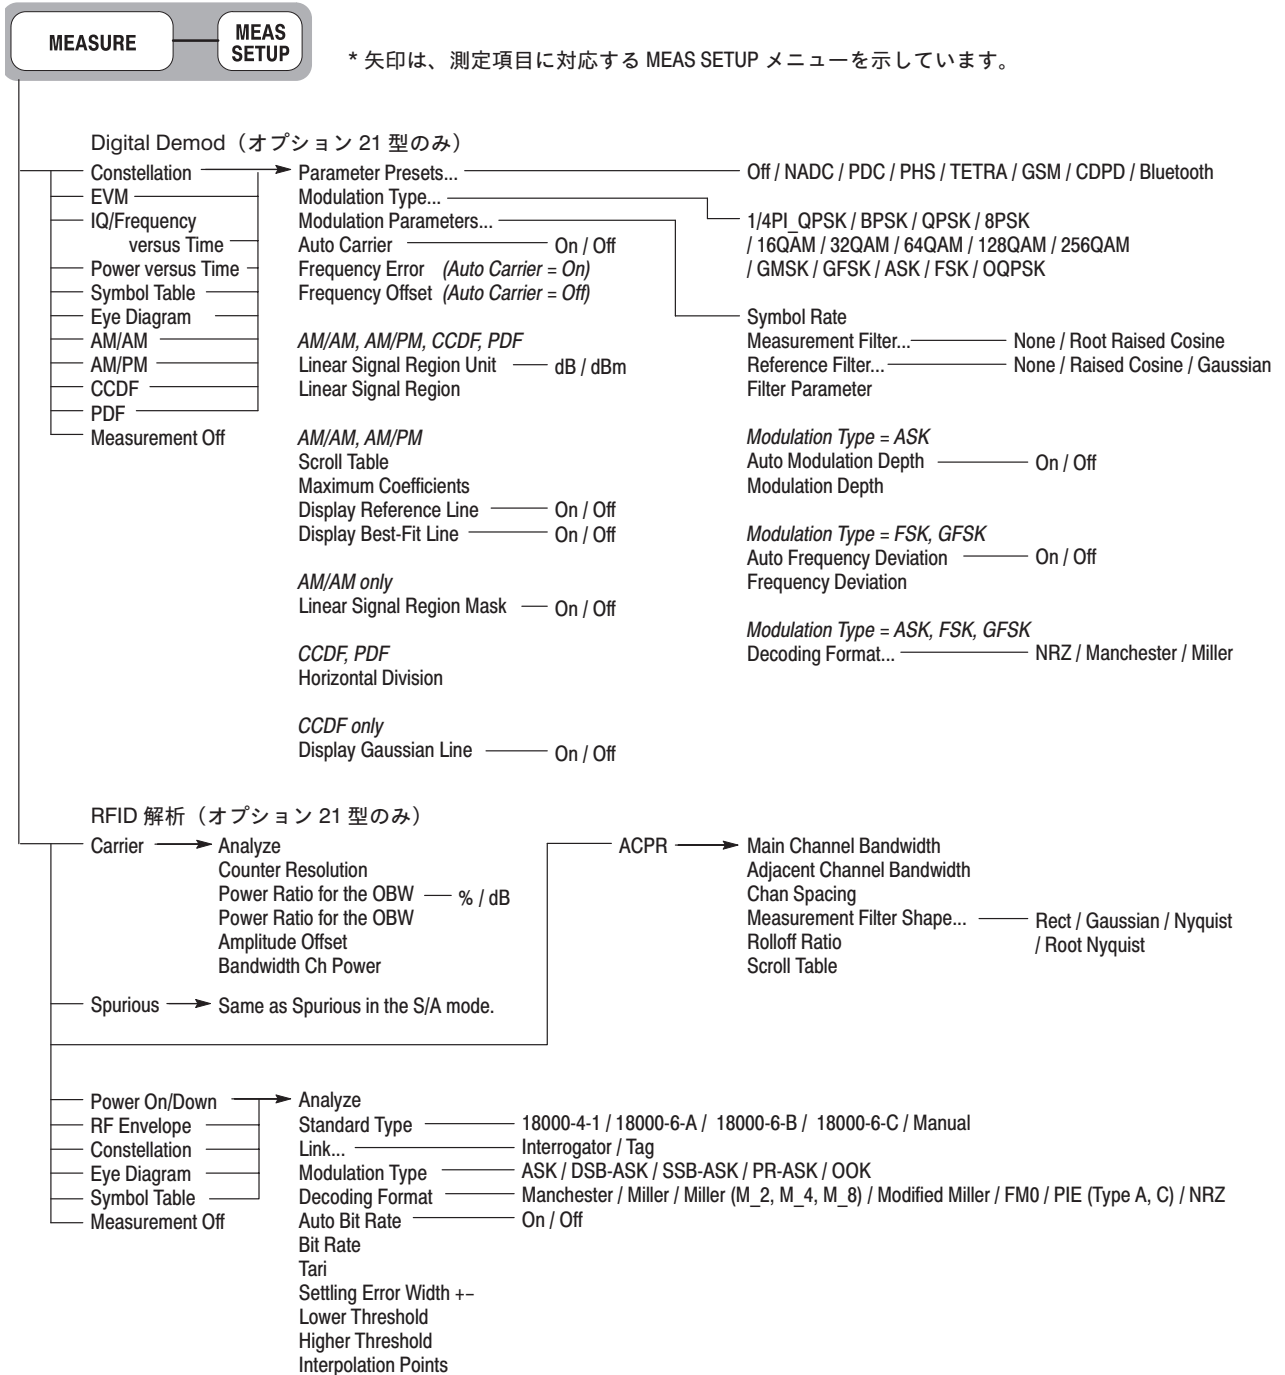 MEASURE
MEAS
SETUP
* 矢印は、測定項目に対応する MEAS SETUP メニューを示しています。
Digital Demod（オプション 21 型のみ）
Constellation
EVM
IQ/Frequency
versus Time
Power versus Time
Symbol Table
Eye Diagram
AM/AM
AM/PM
CCDF
PDF
Measurement Off
Parameter Presets...
Modulation Type...
Modulation Parameters...
Auto Carrier On / Off
Frequency Error (Auto Carrier = On)
Frequency Offset (Auto Carrier = Off)
AM/AM, AM/PM, CCDF, PDF
Linear Signal Region Unit dB / dBm
Linear Signal Region
AM/AM, AM/PM
Scroll Table
Maximum Coefficients
Display Reference Line On / Off
Display Best-Fit Line On / Off
AM/AM only
Linear Signal Region Mask On / Off
CCDF, PDF
Horizontal Division
CCDF only
Display Gaussian Line On / Off
Off / NADC / PDC / PHS / TETRA / GSM / CDPD / Bluetooth
1/4PI_QPSK / BPSK / QPSK / 8PSK
/ 16QAM / 32QAM / 64QAM / 128QAM / 256QAM
/ GMSK / GFSK / ASK / FSK / OQPSK
Symbol Rate
Measurement Filter... None / Root Raised Cosine
Reference Filter... None / Raised Cosine / Gaussian
Filter Parameter
Modulation Type = ASK
Auto Modulation Depth On / Off
Modulation Depth
Modulation Type = FSK, GFSK
Auto Frequency Deviation On / Off
Frequency Deviation
Modulation Type = ASK, FSK, GFSK
Decoding Format... NRZ / Manchester / Miller
RFID 解析（オプション 21 型のみ）
Carrier
Analyze
Counter Resolution
Power Ratio for the OBW % / dB
Power Ratio for the OBW
Amplitude Offset
Bandwidth Ch Power
Spurious Same as Spurious in the S/A mode.
ACPR
Main Channel Bandwidth
Adjacent Channel Bandwidth
Chan Spacing
Measurement Filter Shape... Rect / Gaussian / Nyquist
/ Root Nyquist
Rolloff Ratio
Scroll Table
Power On/Down
RF Envelope
Constellation
Eye Diagram
Symbol Table
Measurement Off
Analyze
Standard Type 18000-4-1 / 18000-6-A / 18000-6-B / 18000-6-C / Manual
Link... Interrogator / Tag
Modulation Type ASK / DSB-ASK / SSB-ASK / PR-ASK / OOK
Decoding Format Manchester / Miller / Miller (M_2, M_4, M_8) / Modified Miller / FM0 / PIE (Type A, C) / NRZ
Auto Bit Rate On / Off
Bit Rate
Tari
Settling Error Width +−
Lower Threshold
Higher Threshold
Interpolation Points